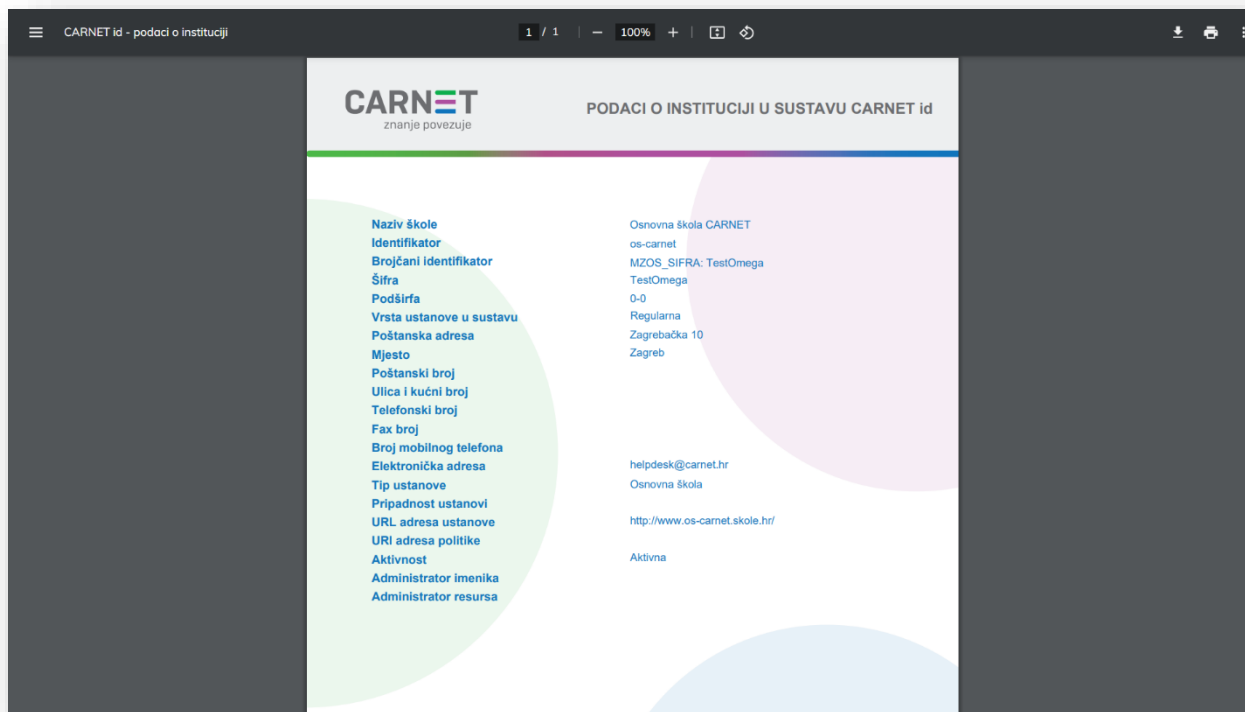 CARNET id - podaci o instituciji
1 / 1
100%
CARNET
znanje povezuje
PODACI O INSTITUCIJI U SUSTAVU CARNET id
Naziv škole Osnovna škola CARNET
Identifikator os-carnet
Brojčani identifikator MZOS_SIFRA: TestOmega
Šifra TestOmega
Podširfa 0-0
Vrsta ustanove u sustavu Regularna
Poštanska adresa Zagrebačka 10
Mjesto Zagreb
Poštanski broj
Ulica i kućni broj
Telefonski broj
Fax broj
Broj mobilnog telefona
Elektronička adresa helpdesk@carnet.hr
Tip ustanove Osnovna škola
Pripadnost ustanovi
URL adresa ustanove http://www.os-carnet.skole.hr/
URI adresa politike
Aktivnost Aktivna
Administrator imenika
Administrator resursa